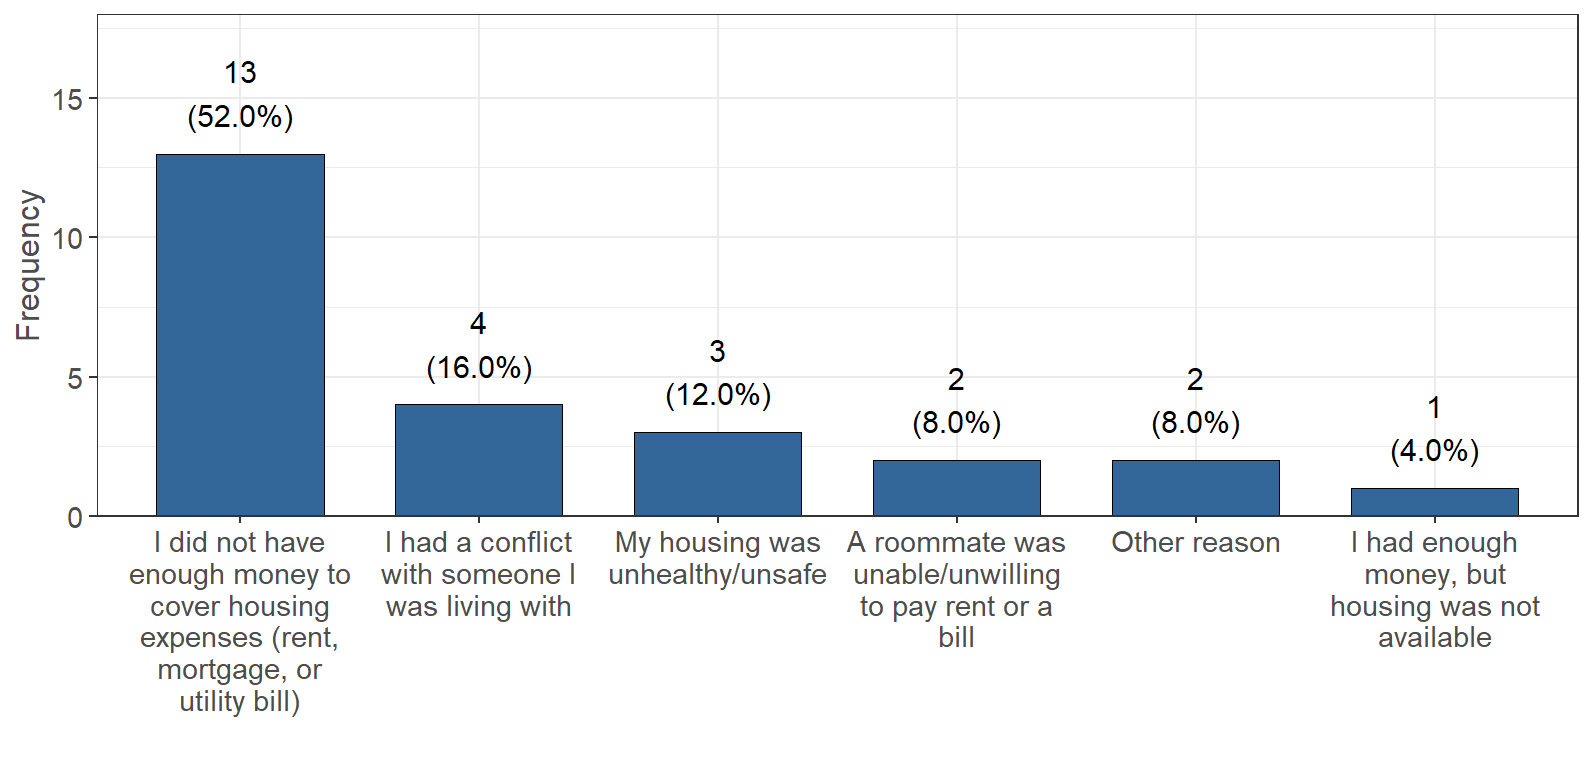 13
(52.0%)
4
(16.0%)
3
(12.0%)
2
(8.0%)
2
(8.0%)
1
(4.0%)
15
10
5
0
Frequency
I did not have
enough money to
cover housing
expenses (rent,
mortgage, or
utility bill)
I had a conflict
with someone I
was living with
My housing was
unhealthy/unsafe
A roommate was
unable/unwilling
to pay rent or a
bill
Other reason
I had enough
money, but
housing was not
available